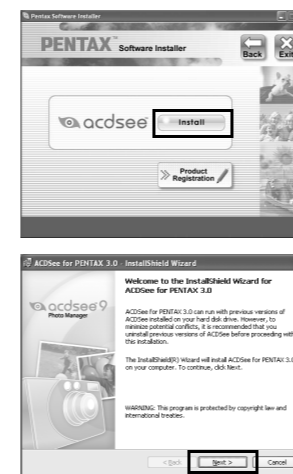 Pentax Software Installer
PENTAX™ Software Installer
Back
Exit
acdsee
Install
Product
Registration
ACDSee for PENTAX 3.0 - InstallShield Wizard
acdsee 9
Photo Manager
Welcome to the InstallShield Wizard for
ACDSee for PENTAX 3.0
ACDSee for PENTAX 3.0 can run with previous versions of
ACDSee installed on your hard disk drive. However, to
minimize potential conflicts, it is recommended that you
uninstall previous versions of ACDSee before proceeding with
this installation.
The InstallShield(R) Wizard will install ACDSee for PENTAX 3.0
on your computer. To continue, click Next.
WARNING: This program is protected by copyright law and
international treaties.
< Back
Next >
Cancel